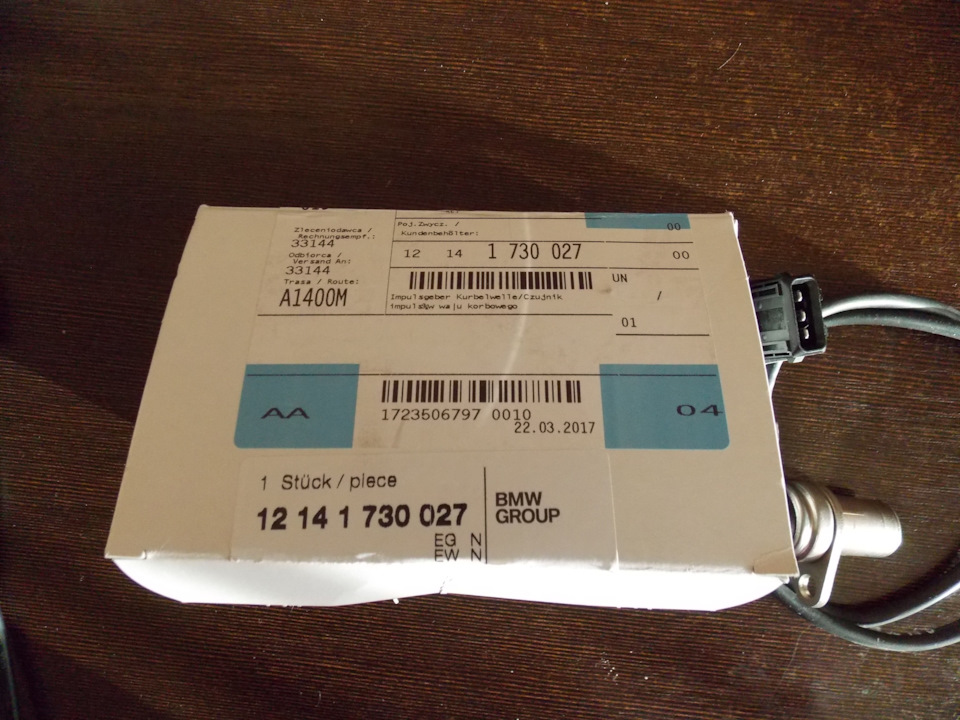 Zleceniodawca /
Rechnungsempf.:
33144
Odbiorca /
Versand An:
33144
Trasa / Route:
A1400M
Poj.Zwycz. /
Kundenbehälter:
00
12 14 1 730 027 00
UN
/
Impulsgeber Kurbelwelle/Czujnik
wału korbowego
01
AA
1723506797 0010
22.03.2017
04
1 Stück / piece
12 14 1 730 027
EG N
EW N
BMW
GROUP